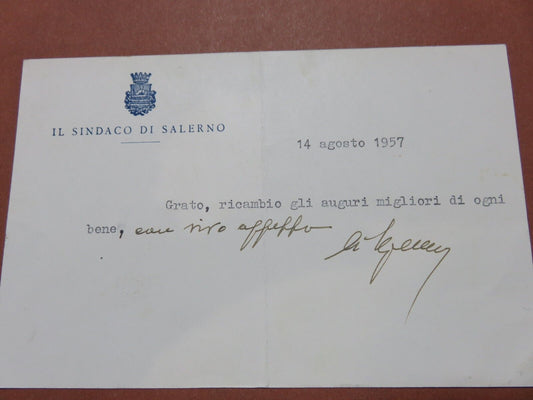 IL SINDACO DI SALERNO
14 agosto 1957
Grato, ricambio gli auguri migliori di ogni
bene, con vivo affetto